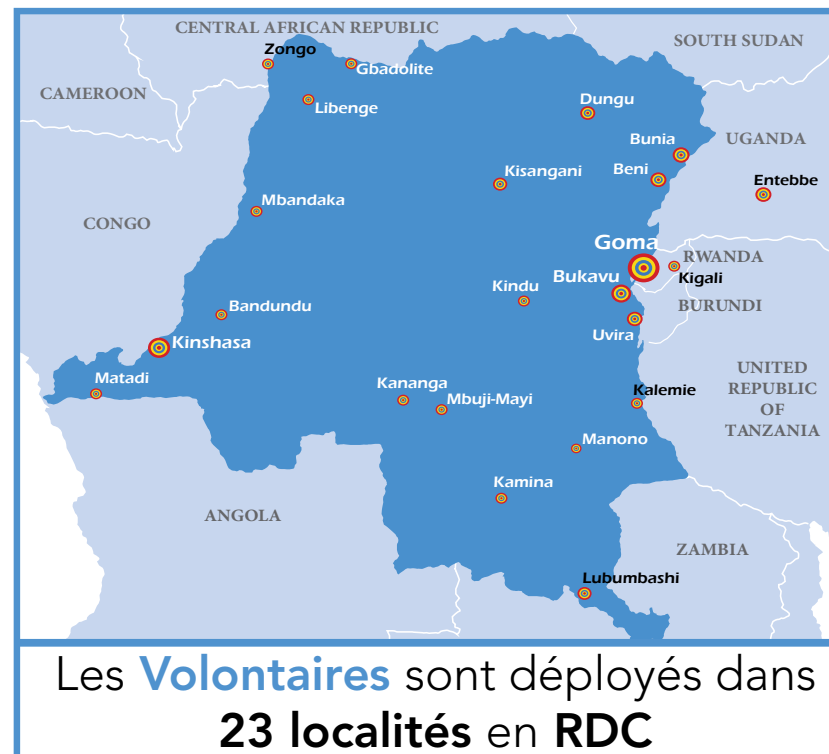 CENTRAL AFRICAN REPUBLIC
SOUTH SUDAN
Zongo
Gbadolite
CAMEROON
Libenge
Dungu
Bunia
UGANDA
Beni
Kisangani
Entebbe
Mbandaka
CONGO
Goma
RWANDA
Kigali
Bukavu
Kindu
BURUNDI
Bandundu
Uvira
Kinshasa
UNITED
REPUBLIC
OF
TANZANIA
Matadi
Kananga
Mbuji-Mayi
Kalemie
Manono
Kamina
ANGOLA
ZAMBIA
Lubumbashi
Les Volontaires sont déployés dans
23 localités en RDC